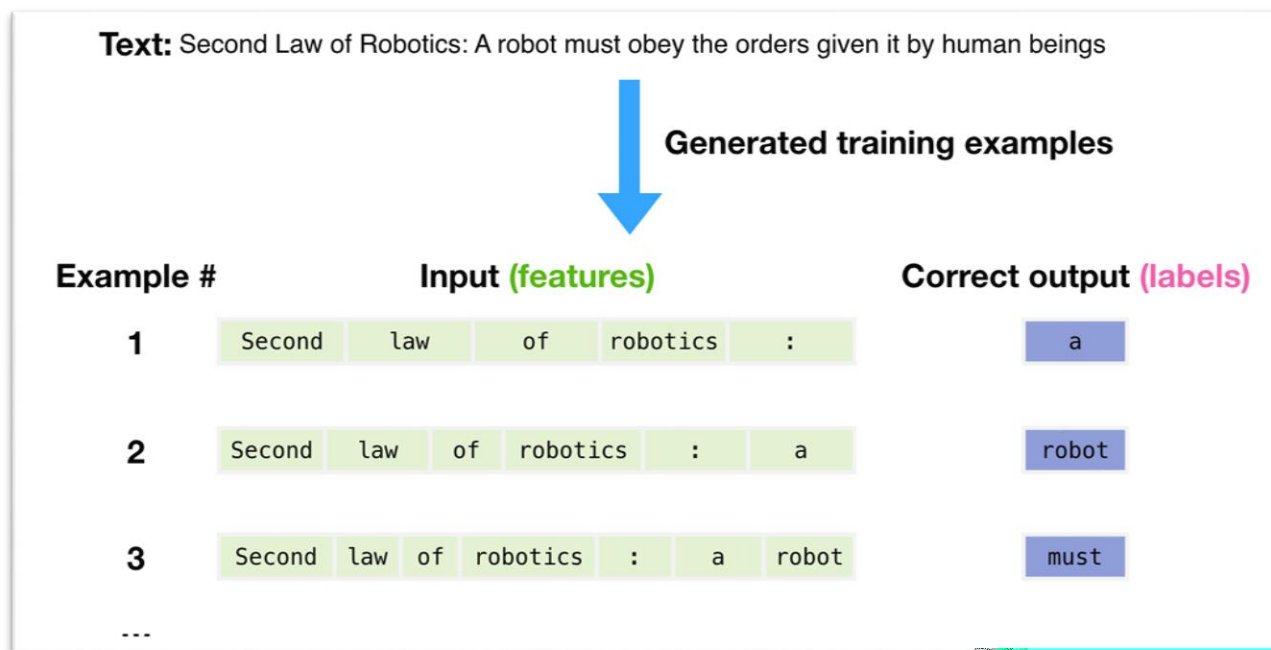 Text: Second Law of Robotics: A robot must obey the orders given it by human beings
Generated training examples
Example # Input (features) Correct output (labels)
1 Second law of robotics : a
2 Second law of robotics : a robot
3 Second law of robotics : a robot must
...